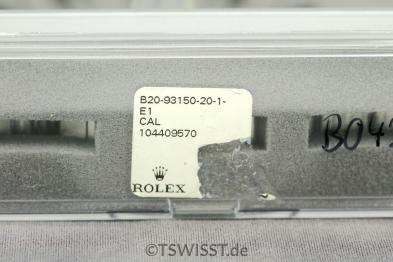 B20-93150-20-1-
E1
CAL
104409570
ROLEX
©TSWISST.de